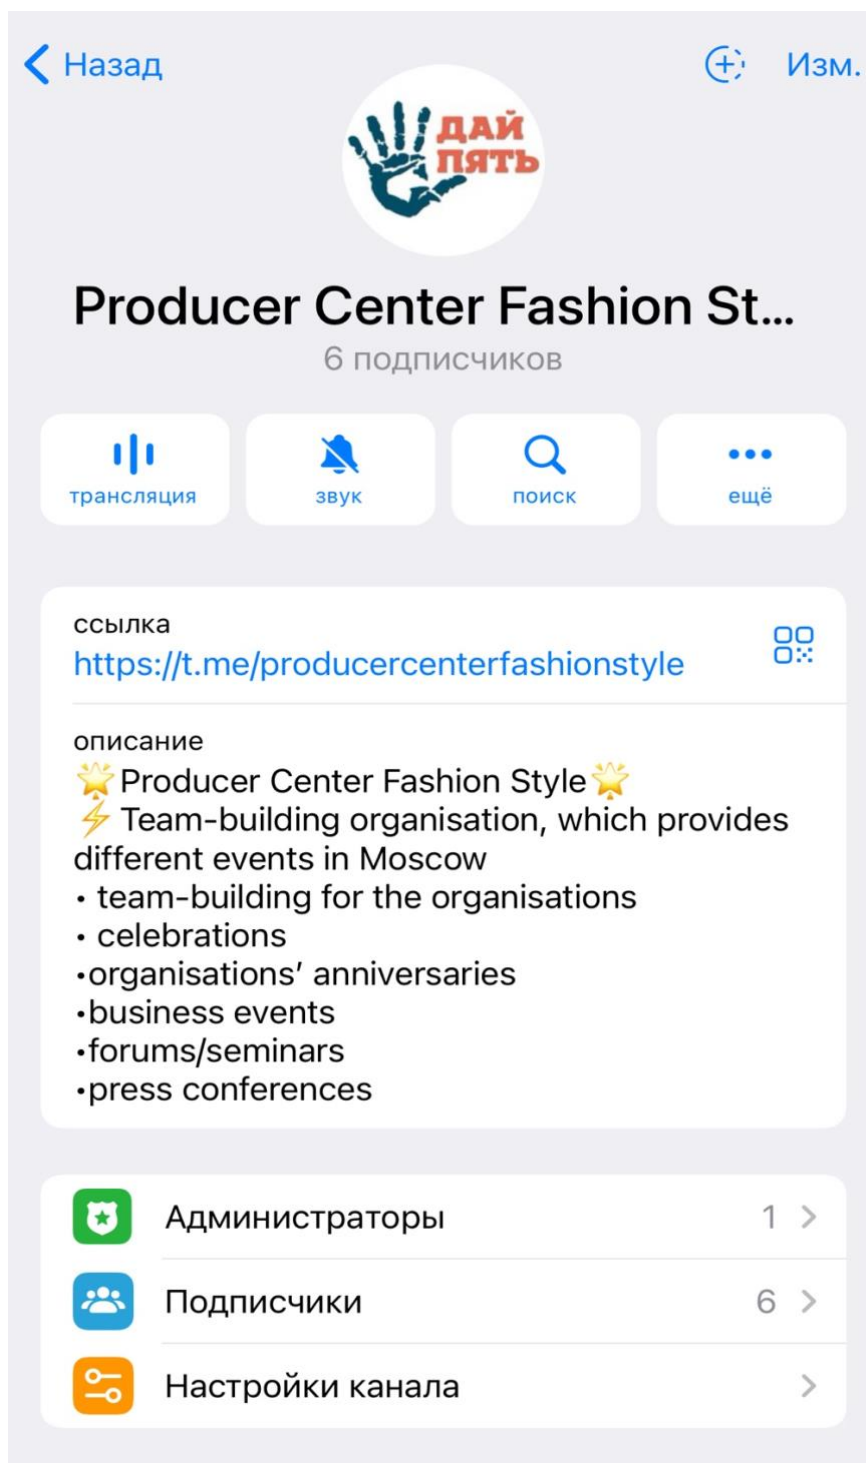 Назад
Изм.
ДАЙ
ПЯТЬ
Producer Center Fashion St...
6 подписчиков
трансляция
звук
поиск
ещё
ссылка
https://t.me/producercenterfashionstyle
описание
🌟Producer Center Fashion Style🌟
⚡ Team-building organisation, which provides
different events in Moscow
• team-building for the organisations
• celebrations
•organisations’ anniversaries
•business events
•forums/seminars
•press conferences
Администраторы 1
Подписчики 6
Настройки канала